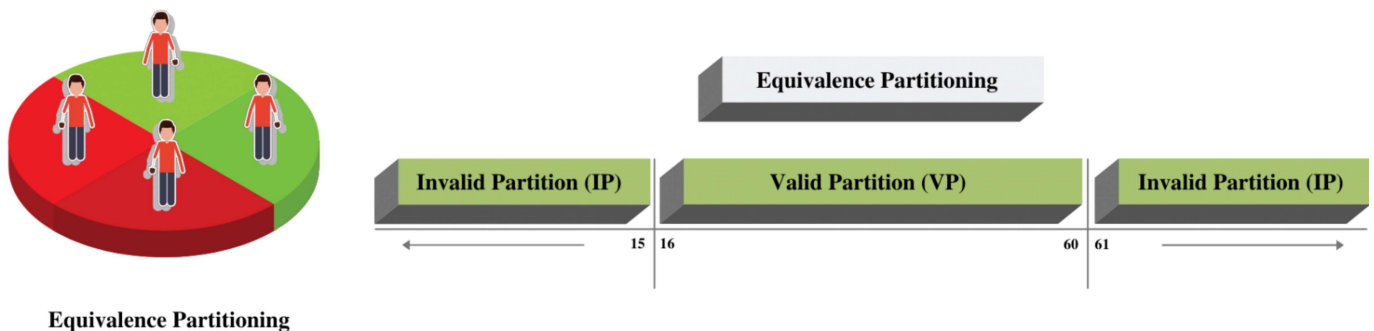 Equivalence Partitioning
Invalid Partition (IP)
Valid Partition (VP)
Invalid Partition (IP)
15
16
60
61
Equivalence Partitioning